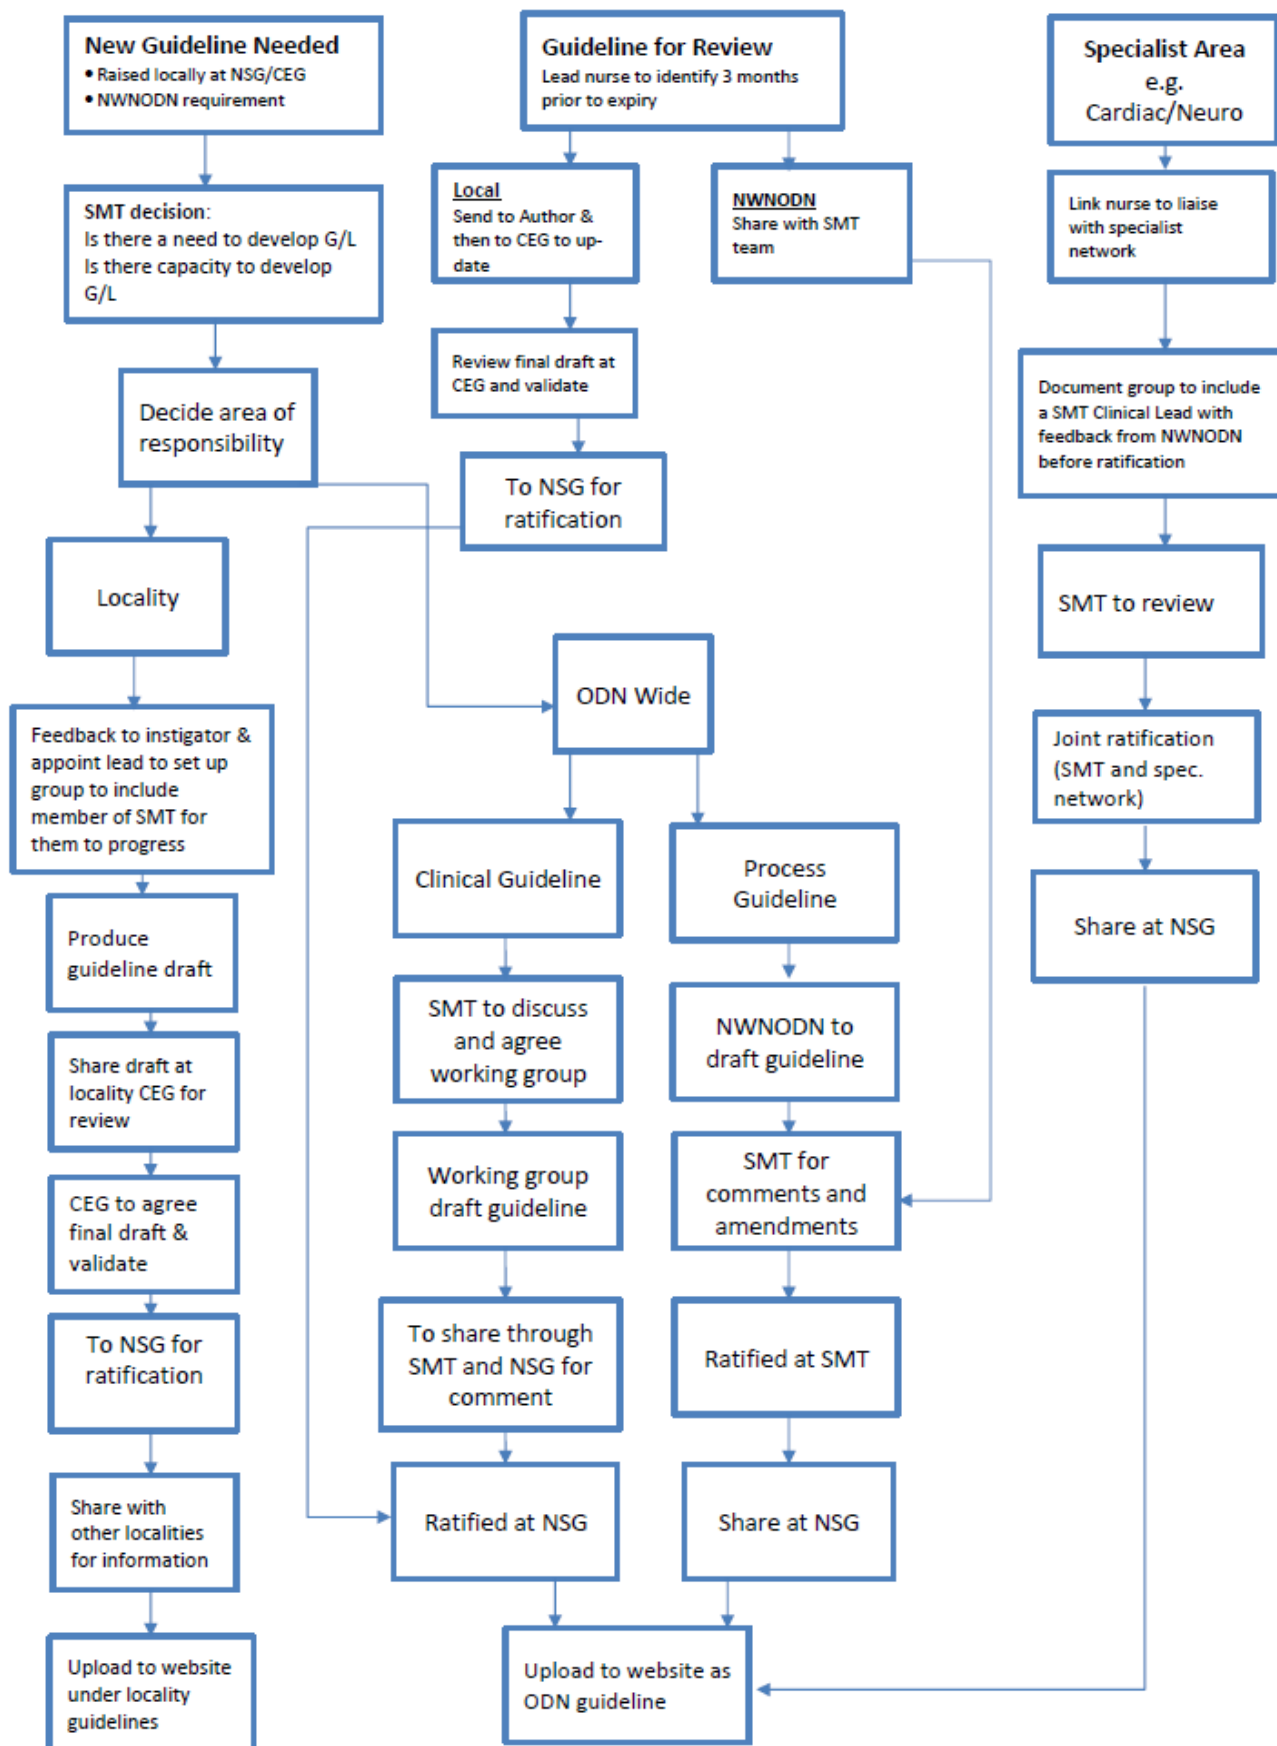 New Guideline Needed
• Raised locally at NSG/CEG
• NWNODN requirement
SMT decision:
Is there a need to develop G/L
Is there capacity to develop
G/L
Decide area of
responsibility
Locality
Feedback to instigator &
appoint lead to set up
group to include
member of SMT for
them to progress
Produce
guideline draft
Share draft at
locality CEG for
review
CEG to agree
final draft &
validate
To NSG for
ratification
Share with
other localities
for information
Upload to website
under locality
guidelines
Guideline for Review
Lead nurse to identify 3 months
prior to expiry
Local
Send to Author &
then to CEG to up-
date
Review final draft at
CEG and validate
To NSG for
ratification
NWNODN
Share with SMT
team
ODN Wide
Clinical Guideline
SMT to discuss
and agree
working group
Working group
draft guideline
To share through
SMT and NSG for
comment
Ratified at NSG
Process
Guideline
NWNODN to
draft guideline
SMT for
comments and
amendments
Ratified at SMT
Share at NSG
Upload to website as
ODN guideline
Specialist Area
e.g.
Cardiac/Neuro
Link nurse to liaise
with specialist
network
Document group to include
a SMT Clinical Lead with
feedback from NWNODN
before ratification
SMT to review
Joint ratification
(SMT and spec.
network)
Share at NSG